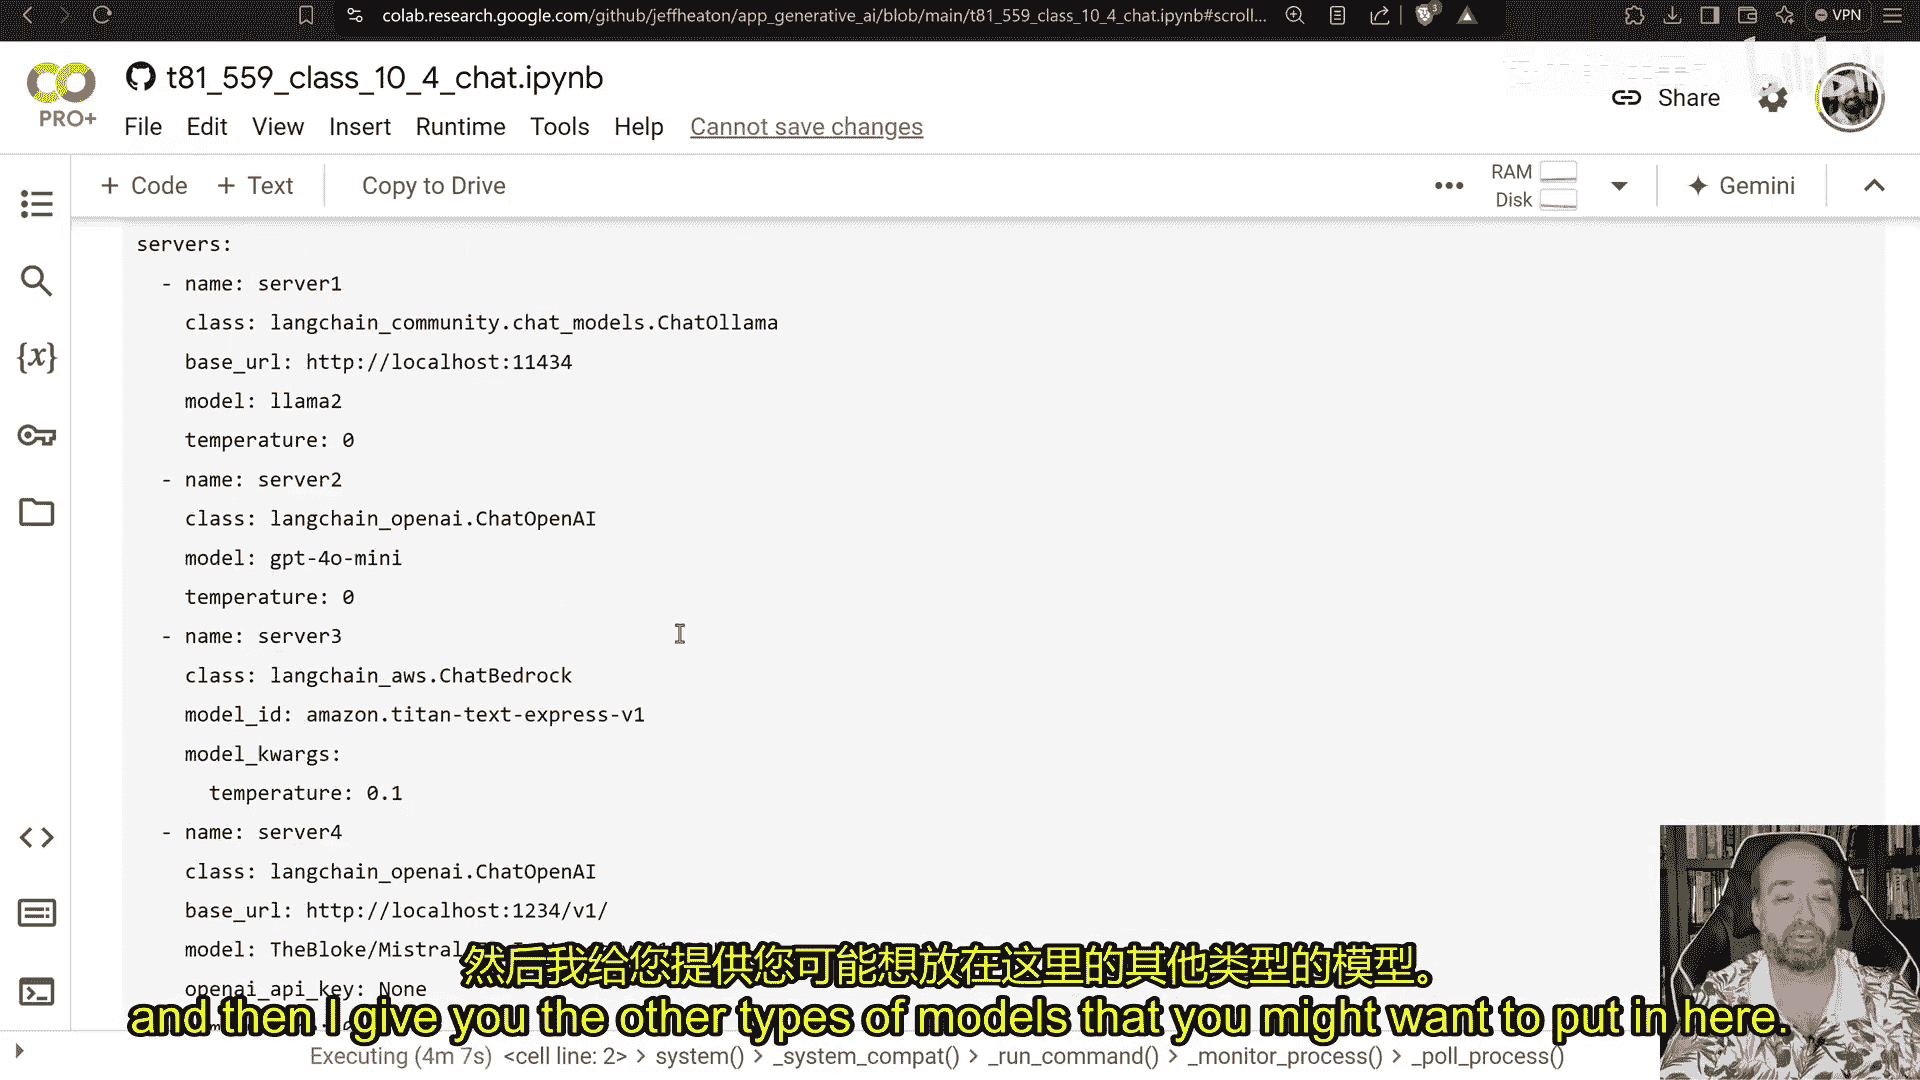 colab.research.google.com/github/jeffheaton/app_generative_ai/blob/main/t81_559_class_10_4_chat.ipynb#scroll...
3
VPN
t81_559_class_10_4_chat.ipynb
PRO+
File Edit View Insert Runtime Tools Help Cannot save changes
Share
+ Code + Text Copy to Drive
RAM
Disk
Gemini
servers:
- name: server1
class: langchain_community.chat_models.ChatOllama
base_url: http://localhost:11434
model: llama2
temperature: 0
- name: server2
class: langchain_openai.ChatOpenAI
model: gpt-4o-mini
temperature: 0
- name: server3
class: langchain_aws.ChatBedrock
model_id: amazon.titan-text-express-v1
model_kwargs:
temperature: 0.1
- name: server4
class: langchain_openai.ChatOpenAI
base_url: http://localhost:1234/v1/
model: TheBloke/Mistral
openai_api_key: None
然后我给您提供您可能想放在这里的其他类型的模型。
and then I give you the other types of models that you might want to put in here.
Executing (4m 7s) <cell line: 2> > system() > _system_compat() > _run_command() > _monitor_process() > _poll_process()